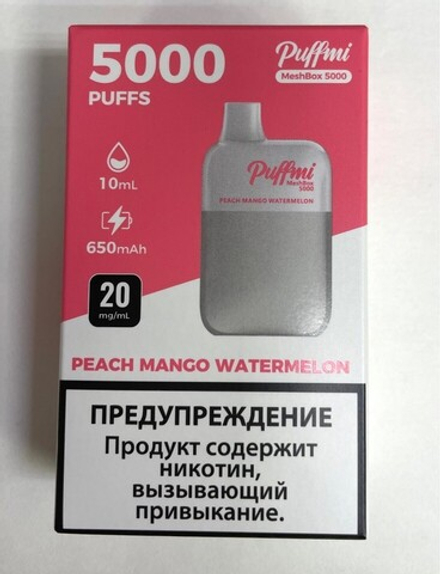 5000
PUFFS
Puffmi
MeshBox 5000
10mL
650mAh
20
mg/mL
Puffmi
MeshBox
5000
PEACH MANGO WATERMELON
PEACH MANGO WATERMELON
ПРЕДУПРЕЖДЕНИЕ
Продукт содержит
никотин,
вызывающий
привыкание.